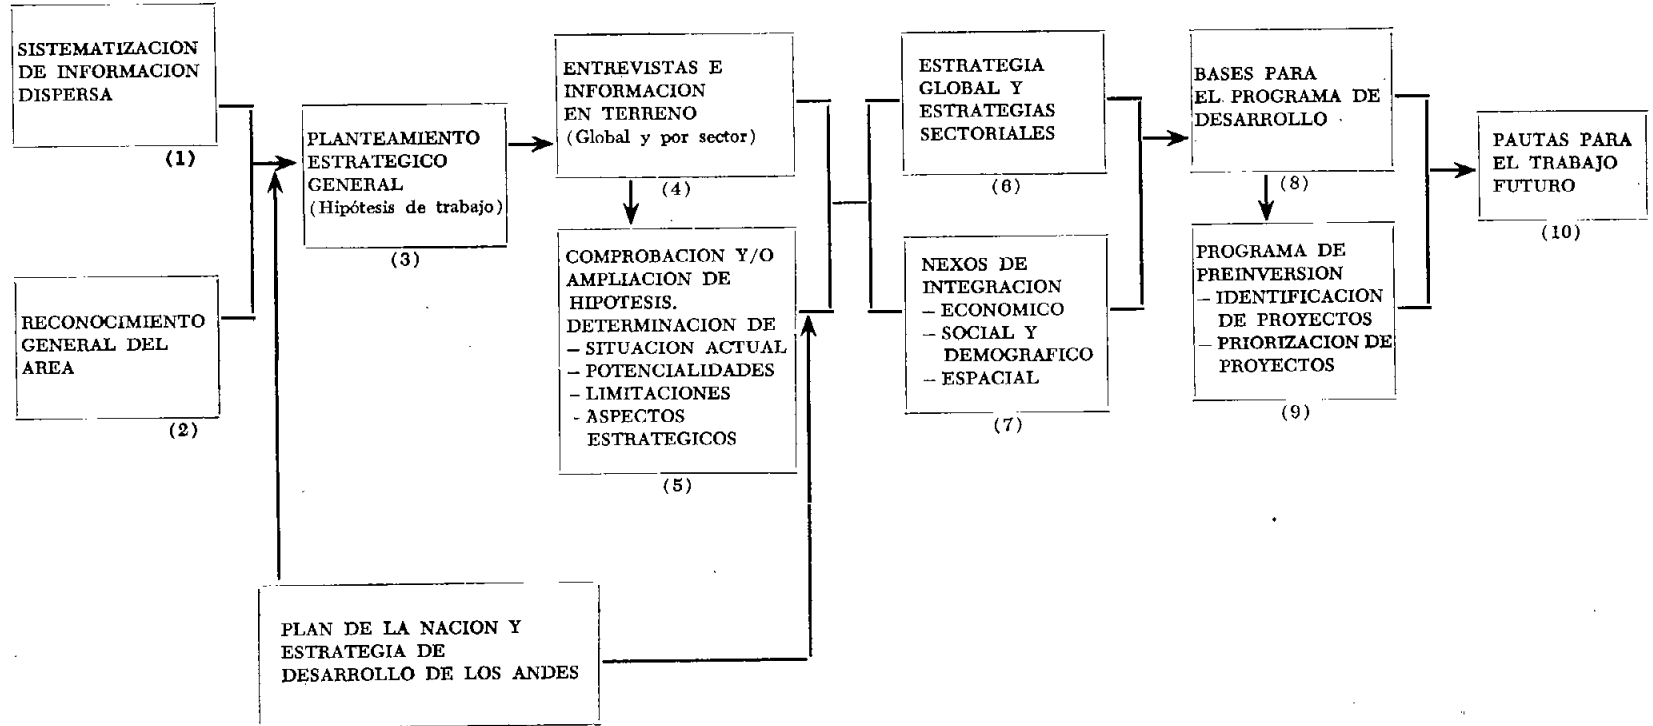 SISTEMATIZACION
DE INFORMACION
DISPERSA
(1)
RECONOCIMIENTO
GENERAL DEL
AREA
(2)
PLANTEAMIENTO
ESTRATEGICO
GENERAL
(Hipótesis de trabajo)
(3)
ENTREVISTAS E
INFORMACION
EN TERRENO
(Global y por sector)
(4)
COMPROBACION Y/O
AMPLIACION DE
HIPOTESIS.
DETERMINACION DE
– SITUACION ACTUAL
– POTENCIALIDADES
– LIMITACIONES
- ASPECTOS
ESTRATEGICOS
(5)
ESTRATEGIA
GLOBAL Y
ESTRATEGIAS
SECTORIALES
(6)
NEXOS DE
INTEGRACION
– ECONOMICO
– SOCIAL Y
DEMOGRAFICO
– ESPACIAL
(7)
BASES PARA
EL PROGRAMA DE
DESARROLLO
(8)
PROGRAMA DE
PREINVERSION
– IDENTIFICACION
DE PROYECTOS
– PRIORIZACION DE
PROYECTOS
(9)
PAUTAS PARA
EL TRABAJO
FUTURO
(10)
PLAN DE LA NACION Y
ESTRATEGIA DE
DESARROLLO DE LOS ANDES